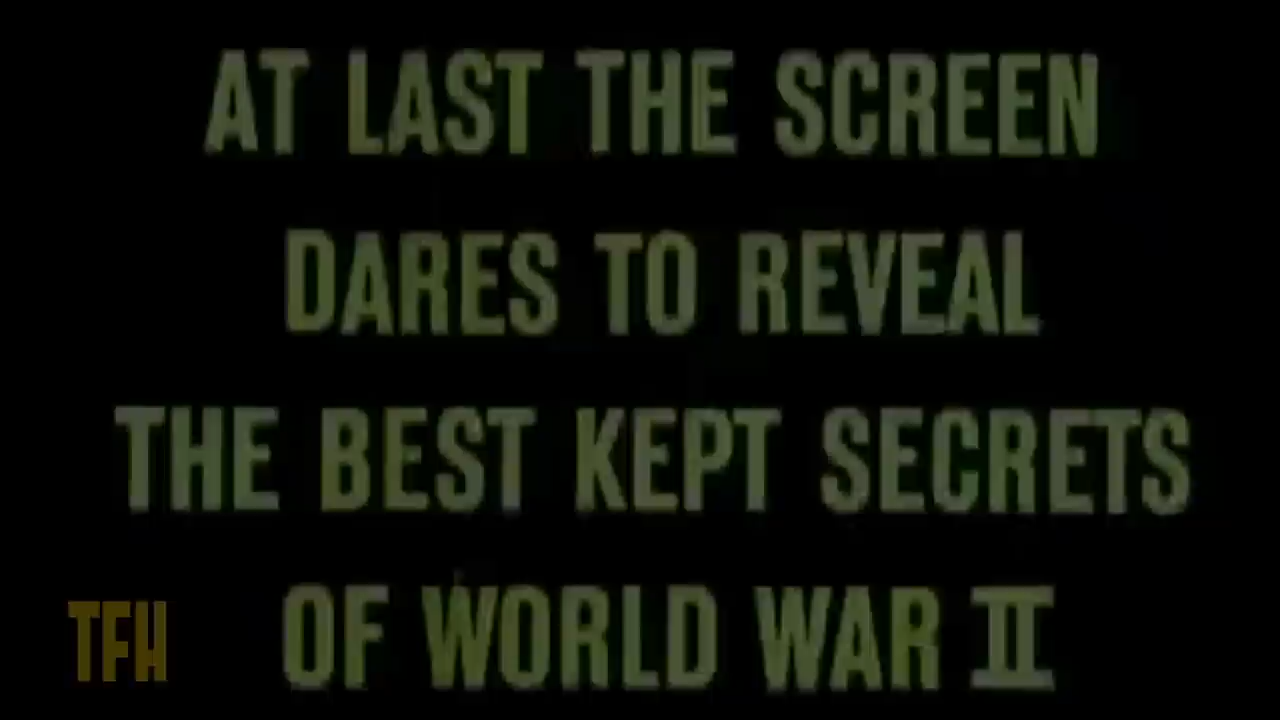 AT LAST THE SCREEN
DARES TO REVEAL
THE BEST KEPT SECRETS
OF WORLD WAR II
TFH